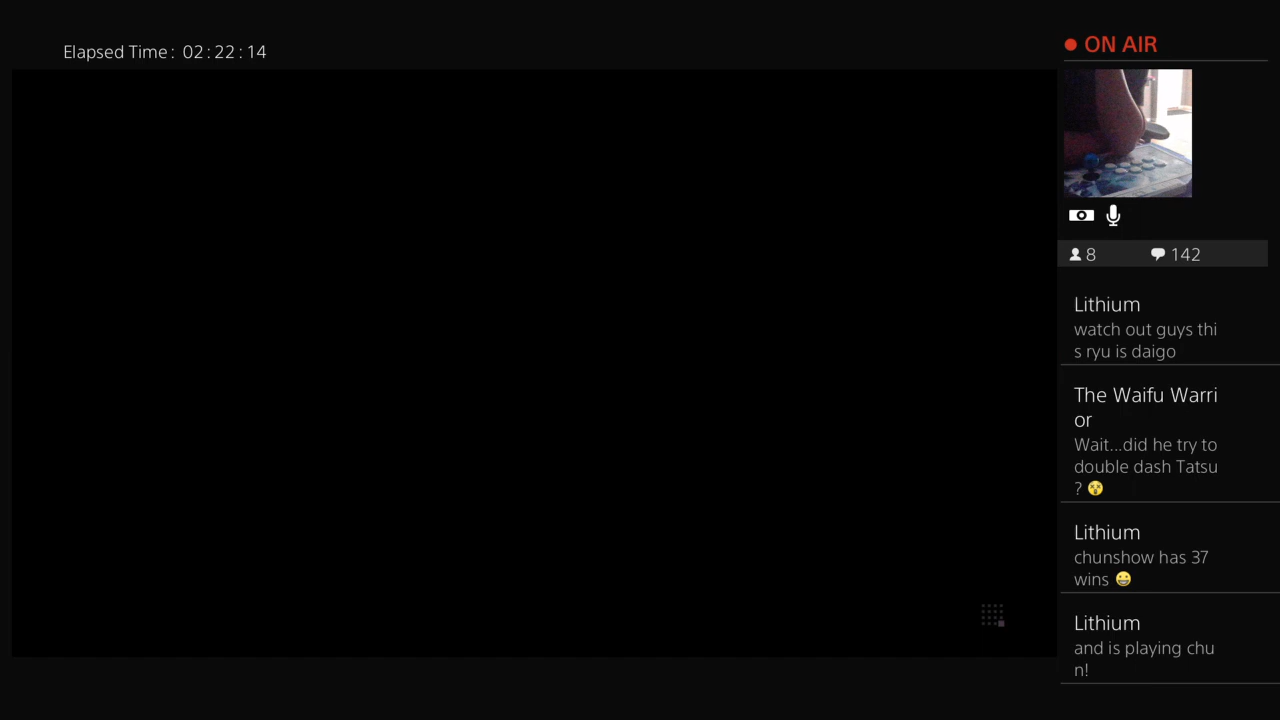 Elapsed Time: 02:22:14
ON AIR
8
142
Lithium
watch out guys thi
s ryu is daigo
The Waifu Warri
or
Wait...did he try to
double dash Tatsu
? 😵
Lithium
chunshow has 37
wins 😀
Lithium
and is playing chu
n!